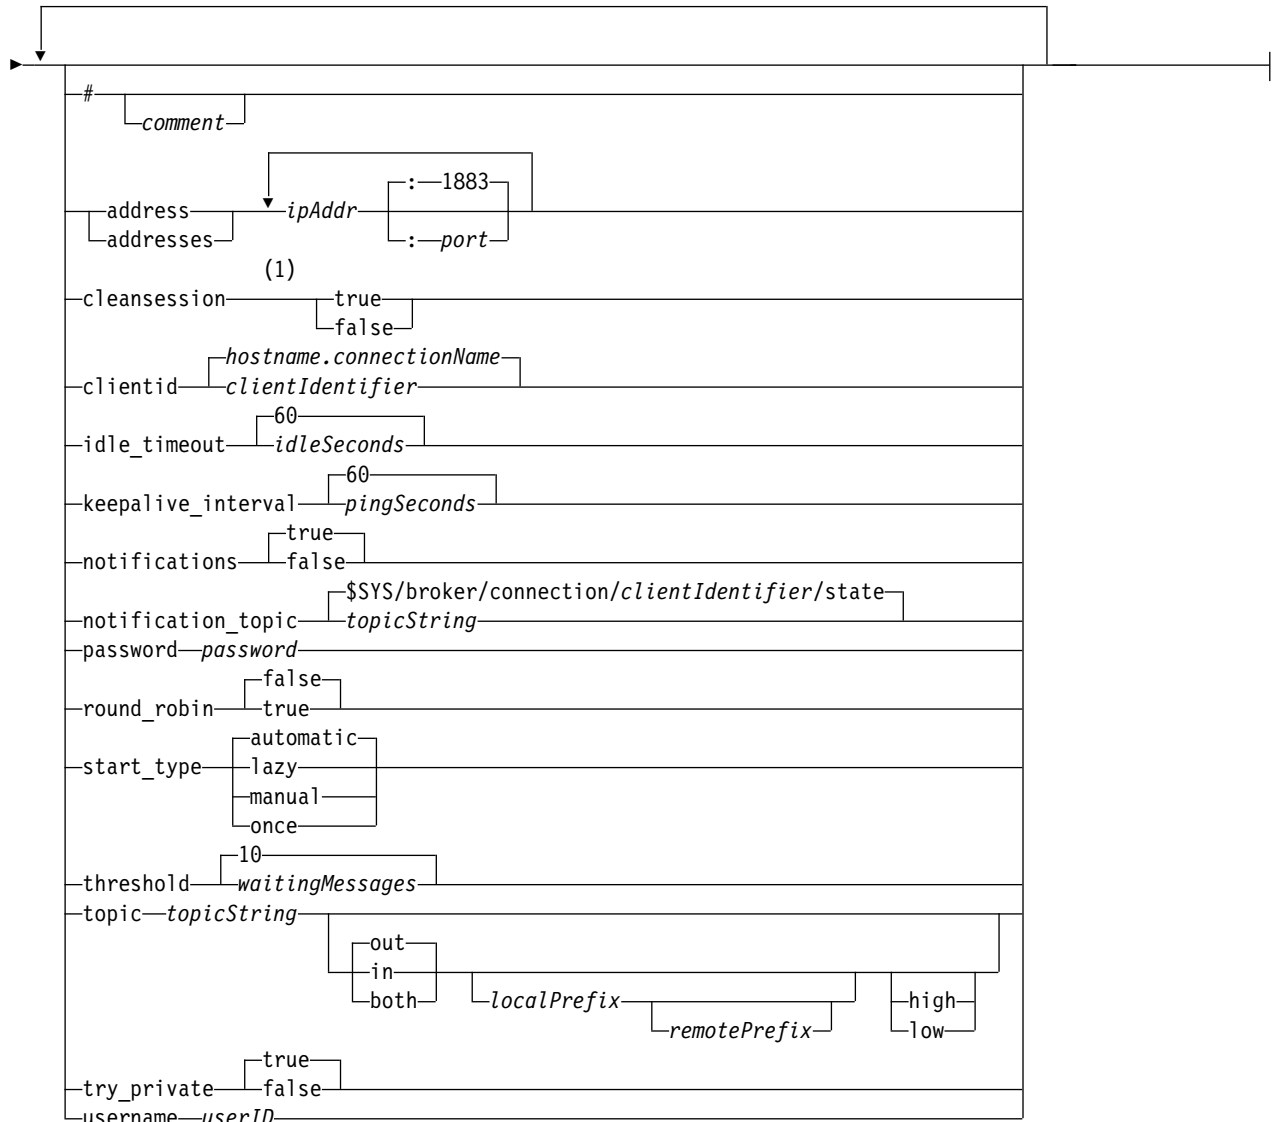 #
comment
: 1883
address ipAddr
addresses : port
(1)
cleansession true
false
hostname.connectionName
clientid clientIdentifier
60
idle_timeout idleSeconds
60
keepalive_interval pingSeconds
true
notifications false
$SYS/broker/connection/clientIdentifier/state
notification_topic topicString
password password
false
round_robin true
automatic
start_type lazy
manual
once
10
threshold waitingMessages
topic topicString
out
in
both localPrefix high
remotePrefix low
true
try_private false
username userID